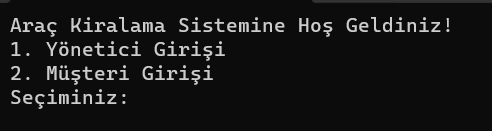 Araç Kiralama Sistemine Hoş Geldiniz!
1. Yönetici Girişi
2. Müşteri Girişi
Seçiminiz: